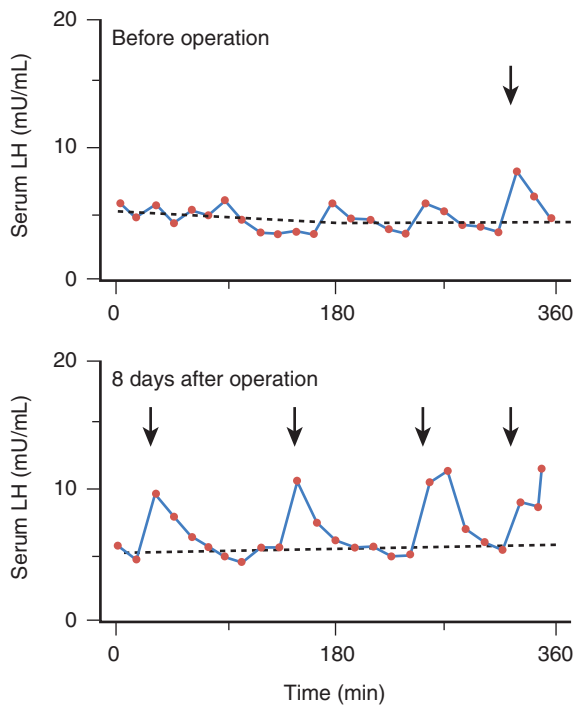 20
Before operation
10
0
Serum LH (mU/mL)
0 180 360
20
8 days after operation
10
0
Serum LH (mU/mL)
0 180 360
Time (min)